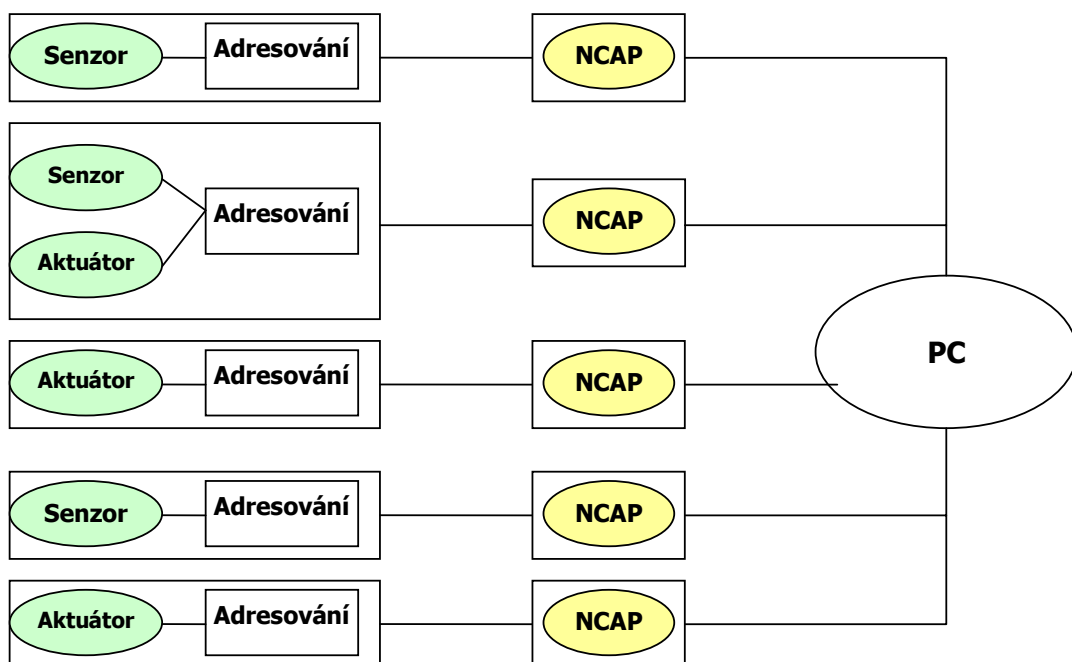 Senzor
Adresování
NCAP
Senzor
Aktuátor
Adresování
NCAP
Aktuátor
Adresování
NCAP
PC
Senzor
Adresování
NCAP
Aktuátor
Adresování
NCAP